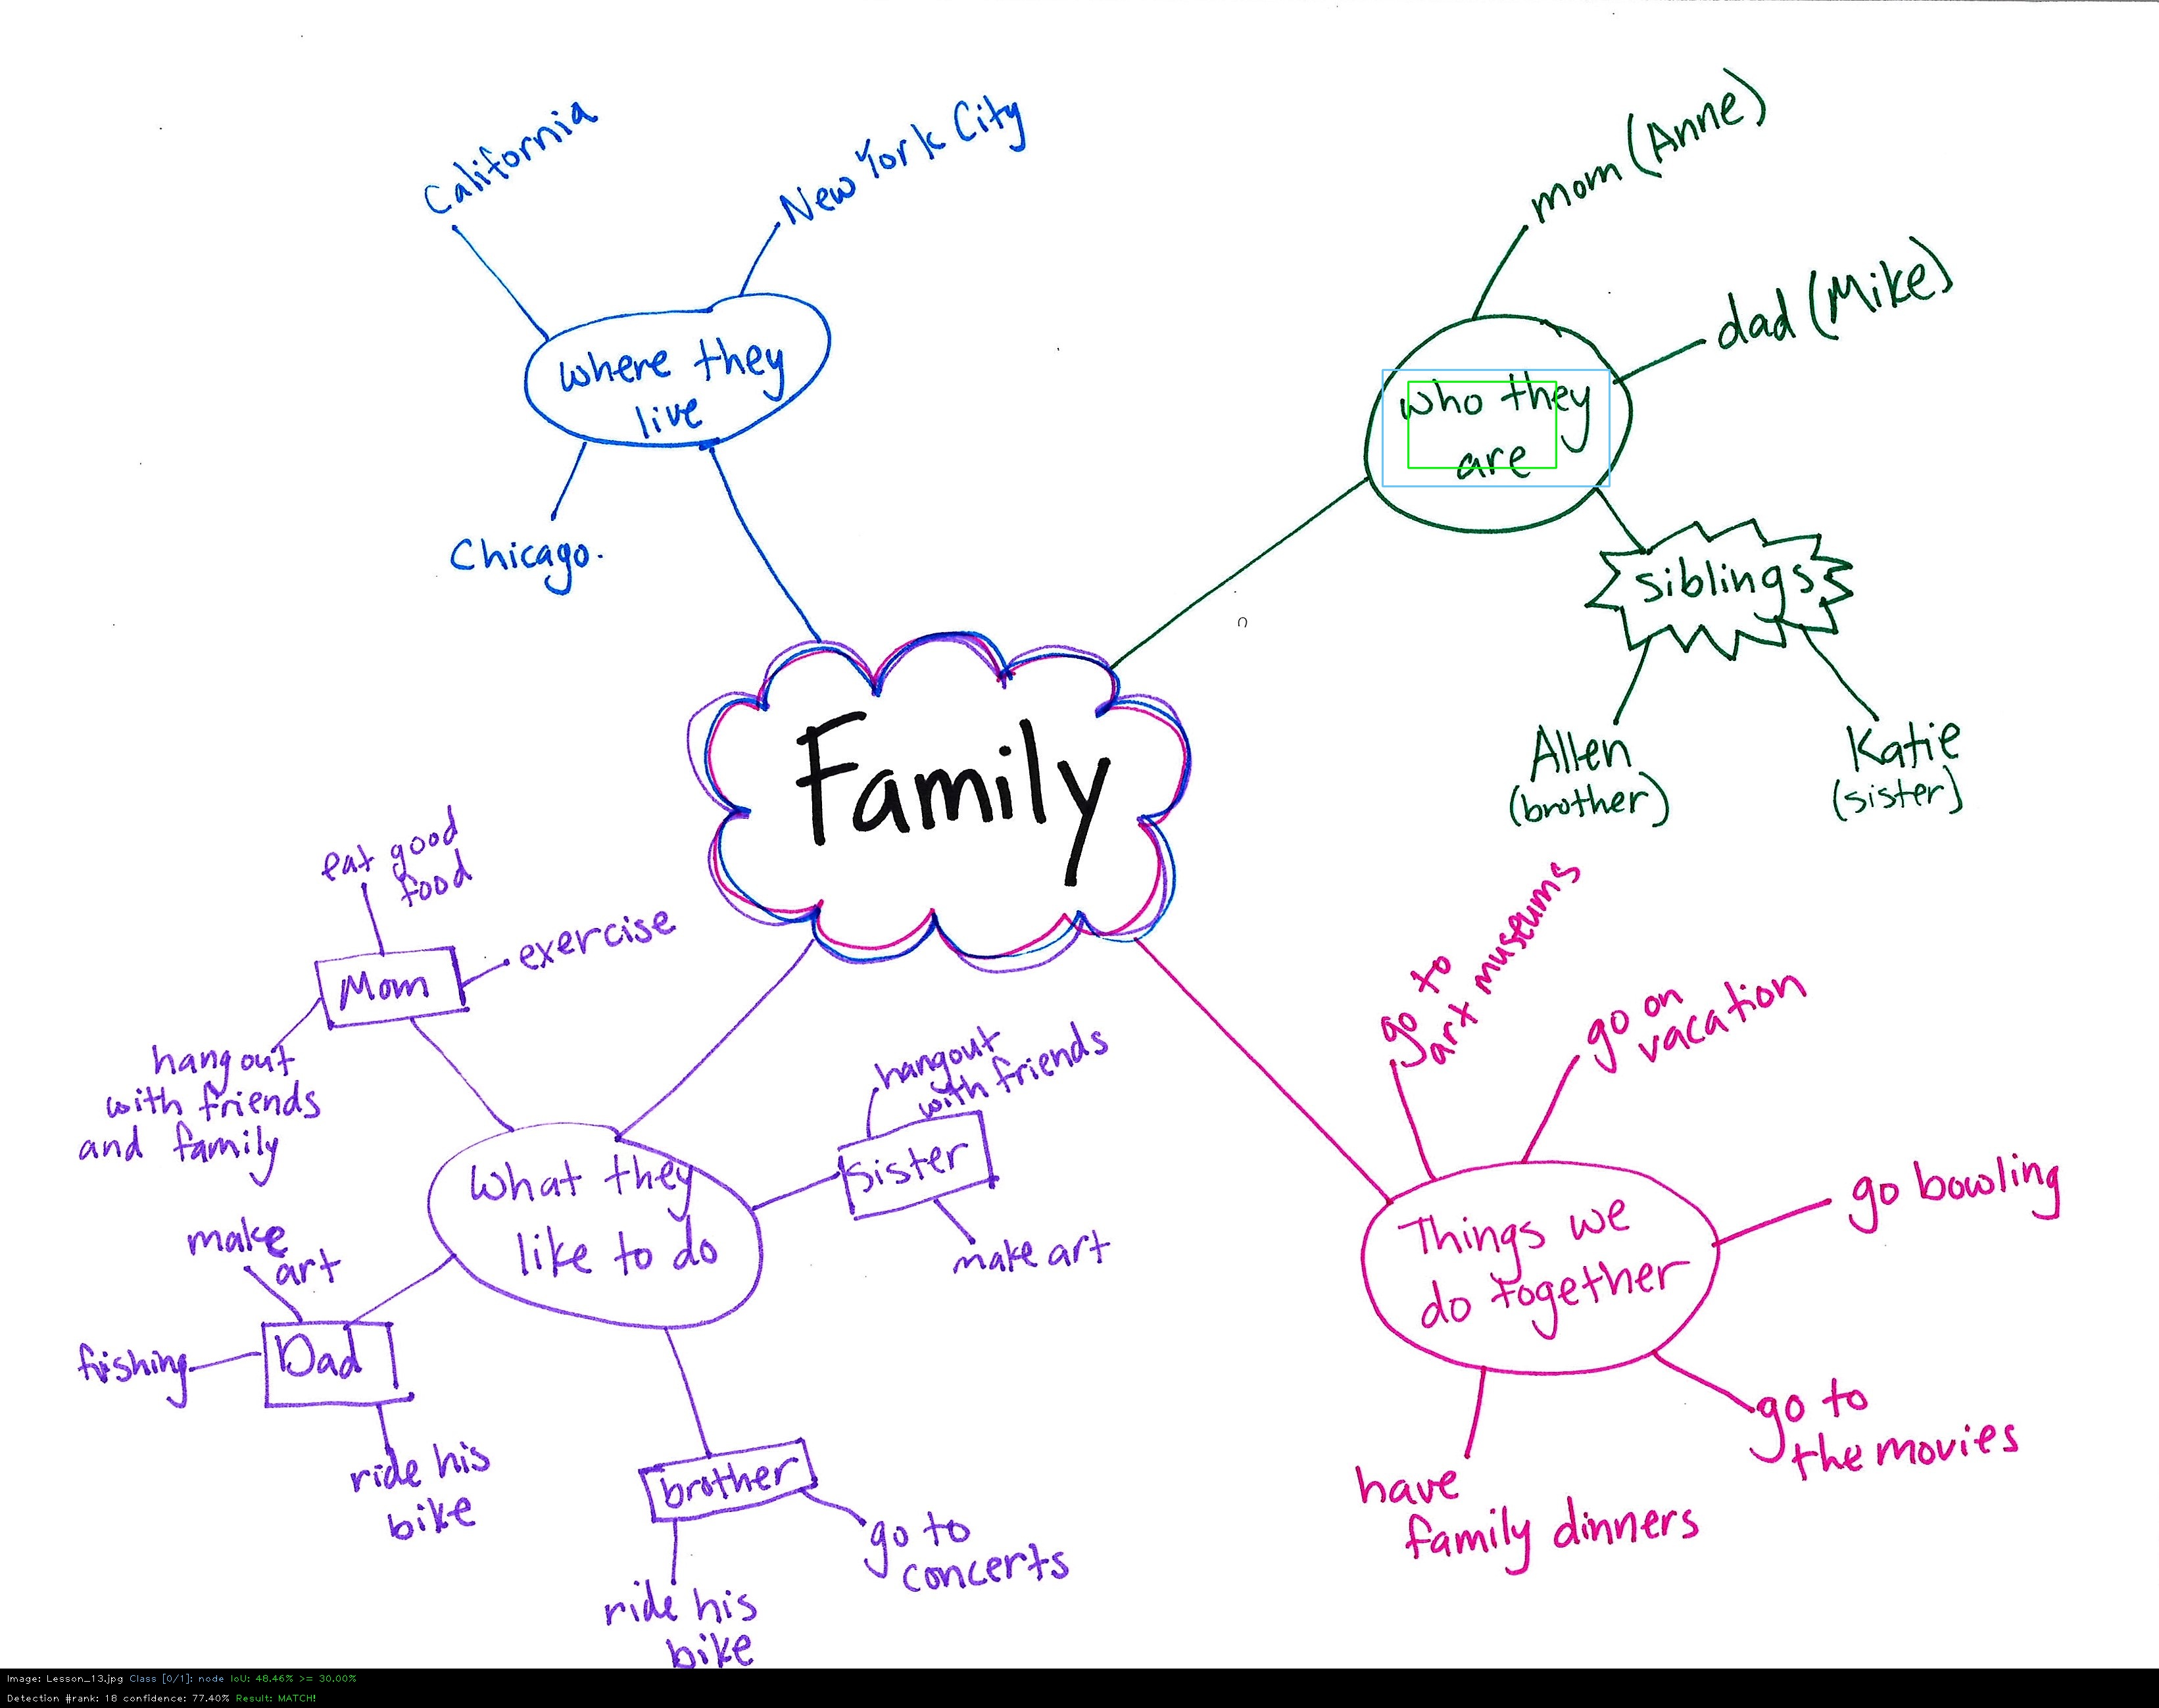 California
New York City
where they
live
Chicago.
mom (Anne)
dad (Mike)
who they
are
siblings
Allen
(brother)
Katie
(sister)
Family
eat good
food
Mom
exercise
hang out
with friends
and family
What they
like to do
hangout
with friends
sister
make art
make
art
Dad
fishing
ride his
bike
brother
go to
concerts
ride his
bike
go to
art museums
go on
vacation
Things we
do together
go bowling
go to
the movies
have
family dinners
Image: Lesson_13.jpg Class [0/1]: node IoU: 48.46% >= 30.00%
Detection #rank: 18 confidence: 77.40% Result: MATCH!